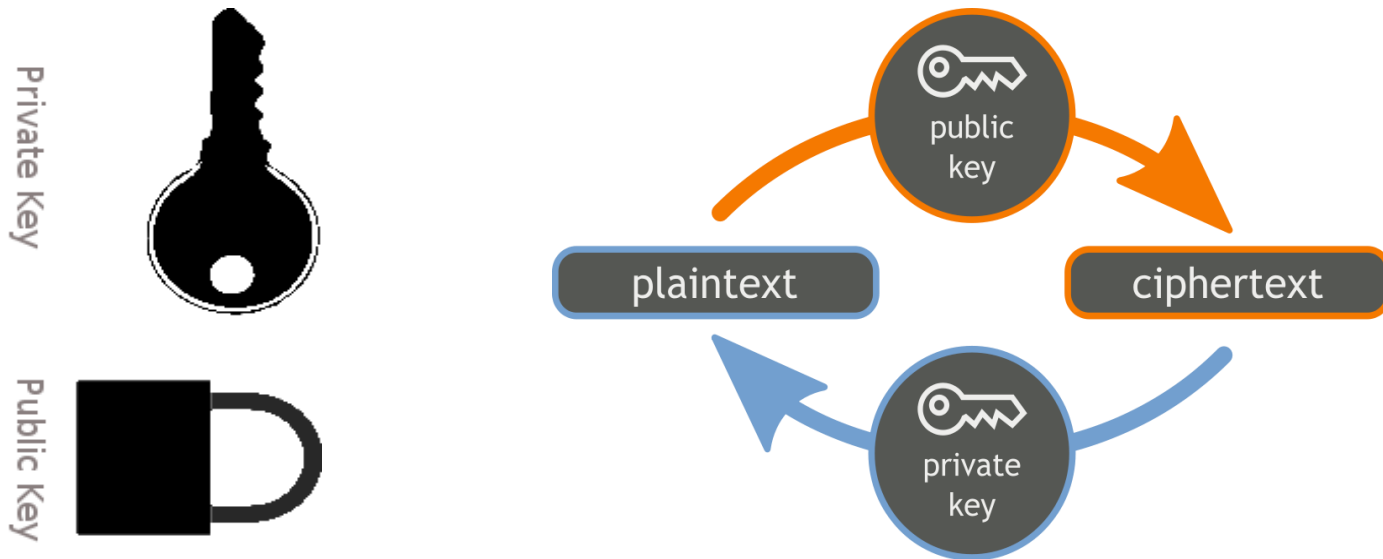 Private Key
Public Key
public
key
plaintext
ciphertext
private
key